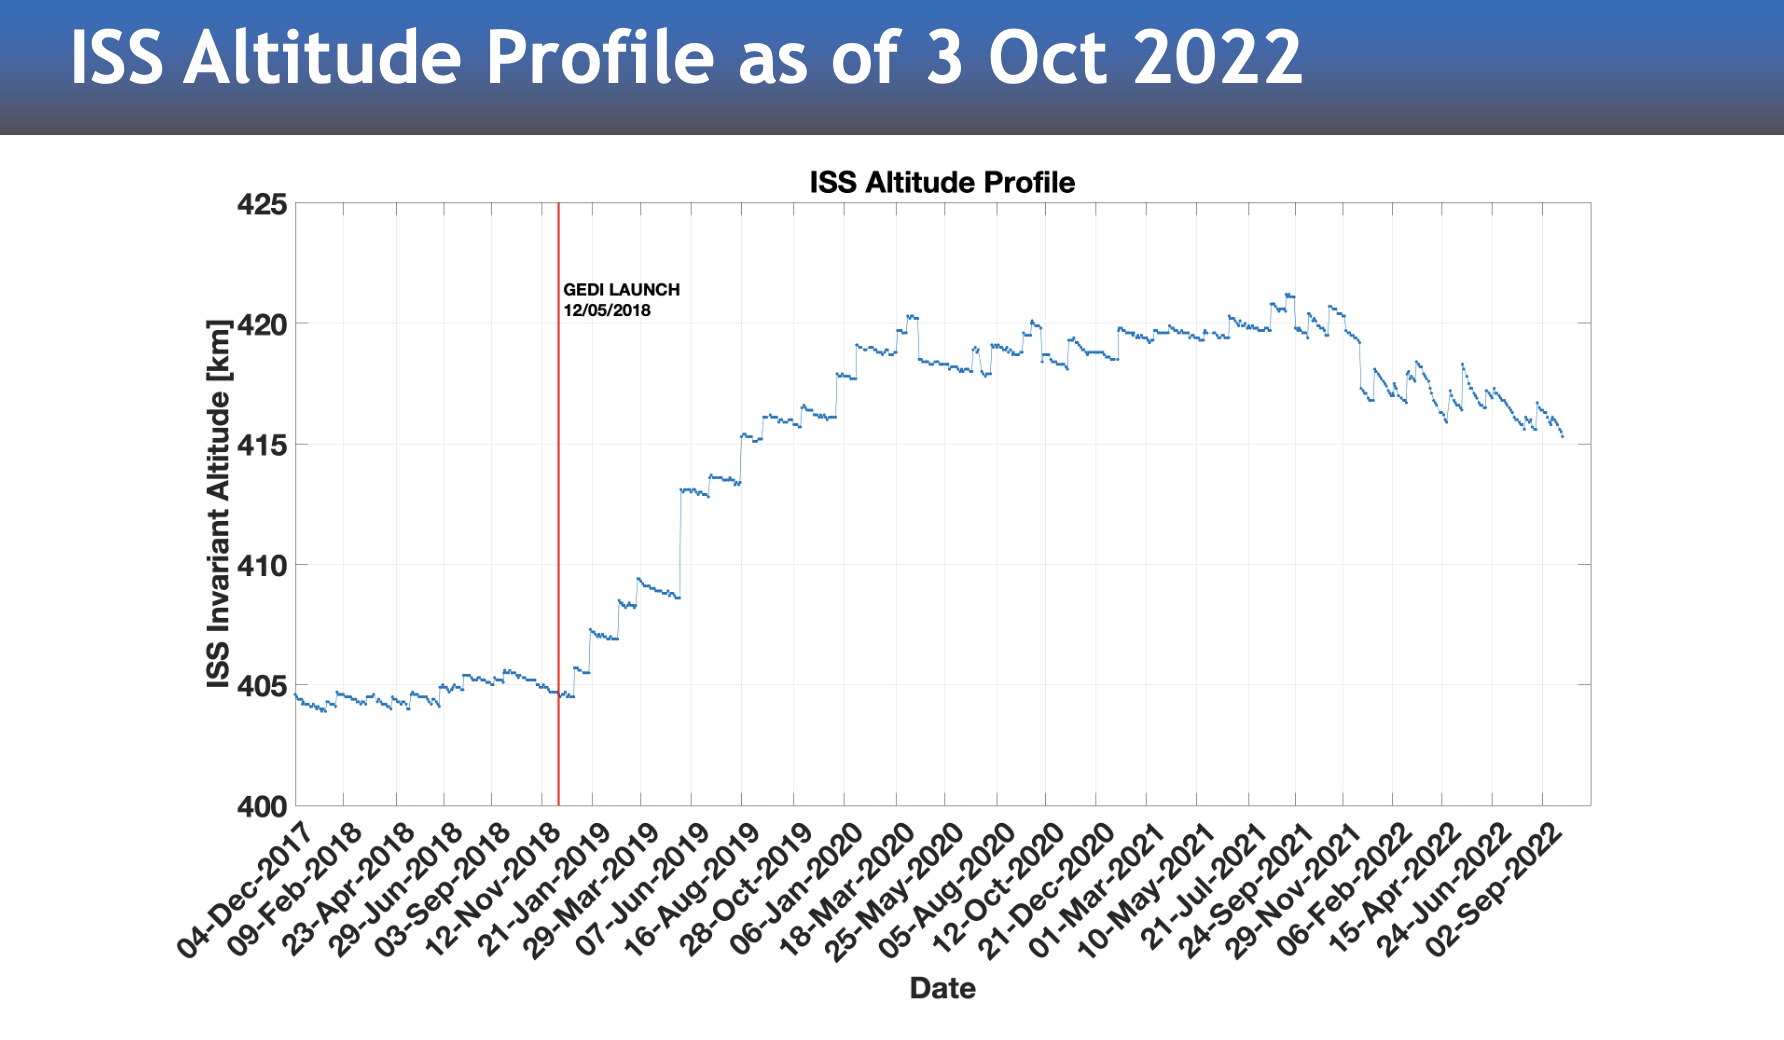 ISS Altitude Profile as of 3 Oct 2022
ISS Altitude Profile
425
420
415
410
405
400
ISS Invariant Altitude [km]
GEDI LAUNCH
12/05/2018
04-Dec-2017
09-Feb-2018
23-Apr-2018
29-Jun-2018
03-Sep-2018
12-Nov-2018
21-Jan-2019
29-Mar-2019
07-Jun-2019
16-Aug-2019
28-Oct-2019
06-Jan-2020
18-Mar-2020
25-May-2020
05-Aug-2020
12-Oct-2020
21-Dec-2020
01-Mar-2021
10-May-2021
21-Jul-2021
24-Sep-2021
29-Nov-2021
06-Feb-2022
15-Apr-2022
24-Jun-2022
02-Sep-2022
Date